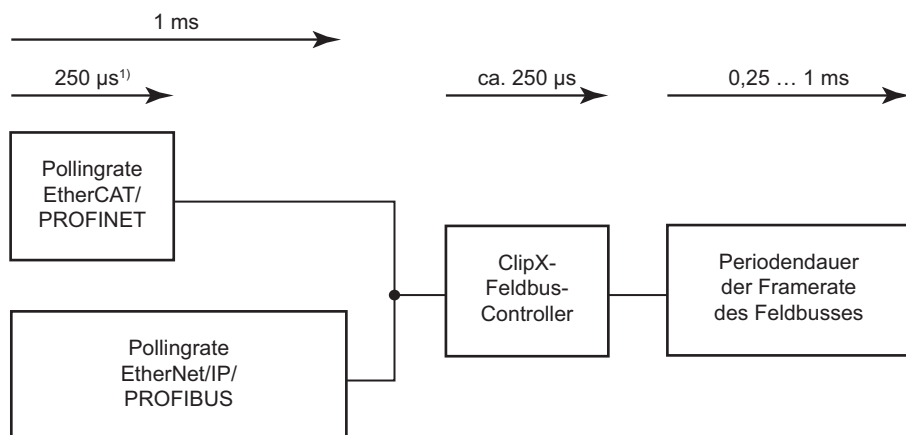 1 ms
250 µs¹⁾
ca. 250 µs
0,25 … 1 ms
Pollingrate
EtherCAT/
PROFINET
ClipX-
Feldbus-
Controller
Periodendauer
der Framerate
des Feldbusses
Pollingrate
EtherNet/IP/
PROFIBUS